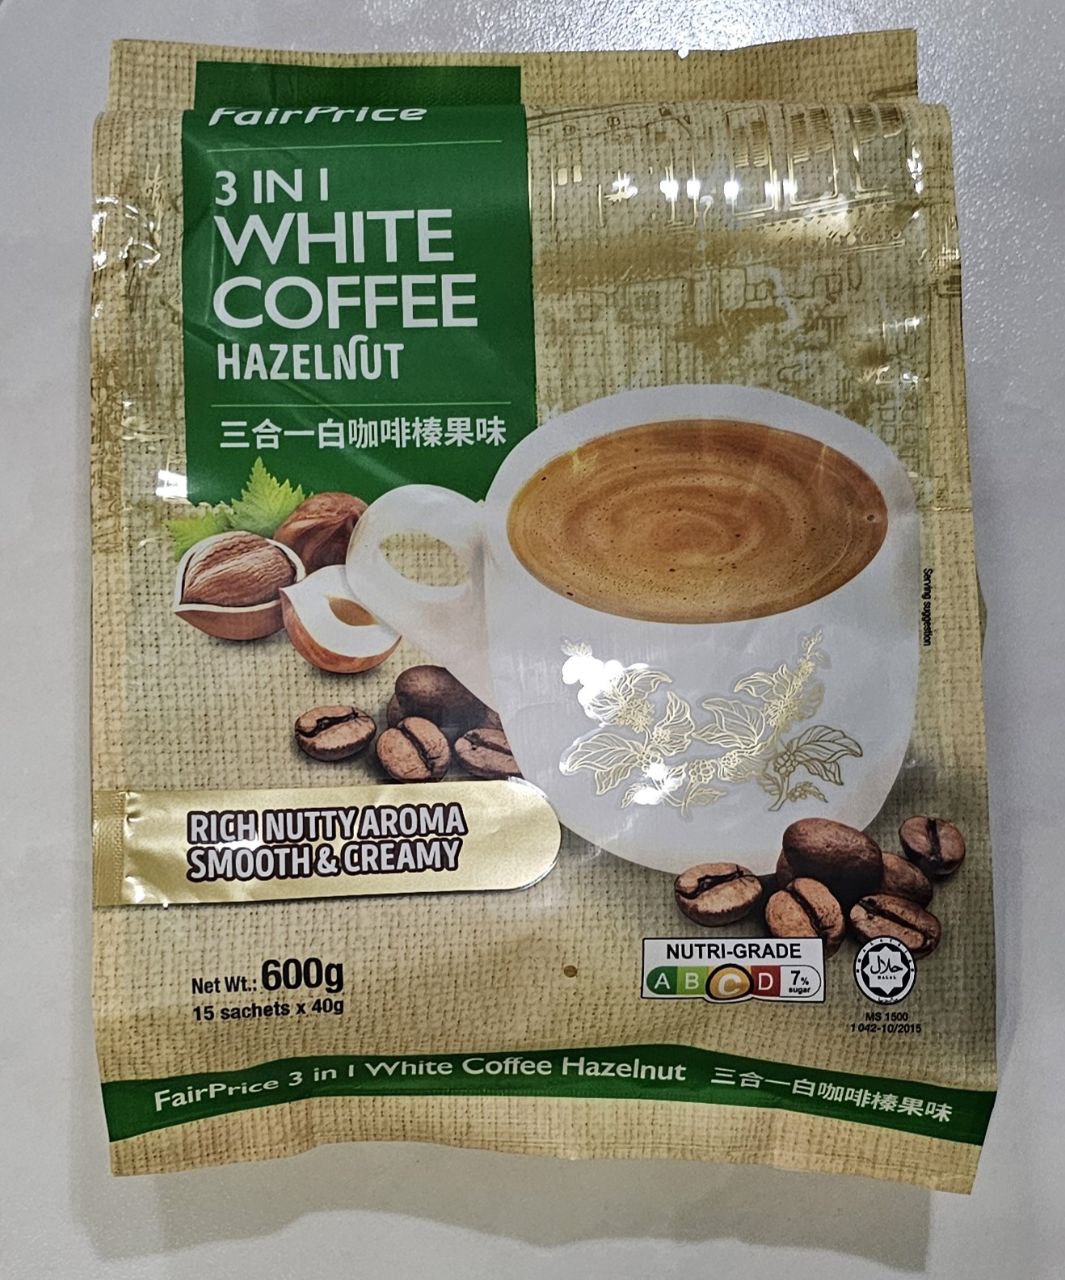 FairPrice
3 IN 1
WHITE
COFFEE
HAZELNUT
三合一白咖啡榛果味
Serving suggestion
RICH NUTTY AROMA
SMOOTH & CREAMY
Net Wt.: 600g
15 sachets x 40g
NUTRI-GRADE
A B C D 7% sugar
حلال
HALAL
MS 1500
1 042-10/2015
FairPrice 3 in 1 White Coffee Hazelnut 三合一白咖啡榛果味